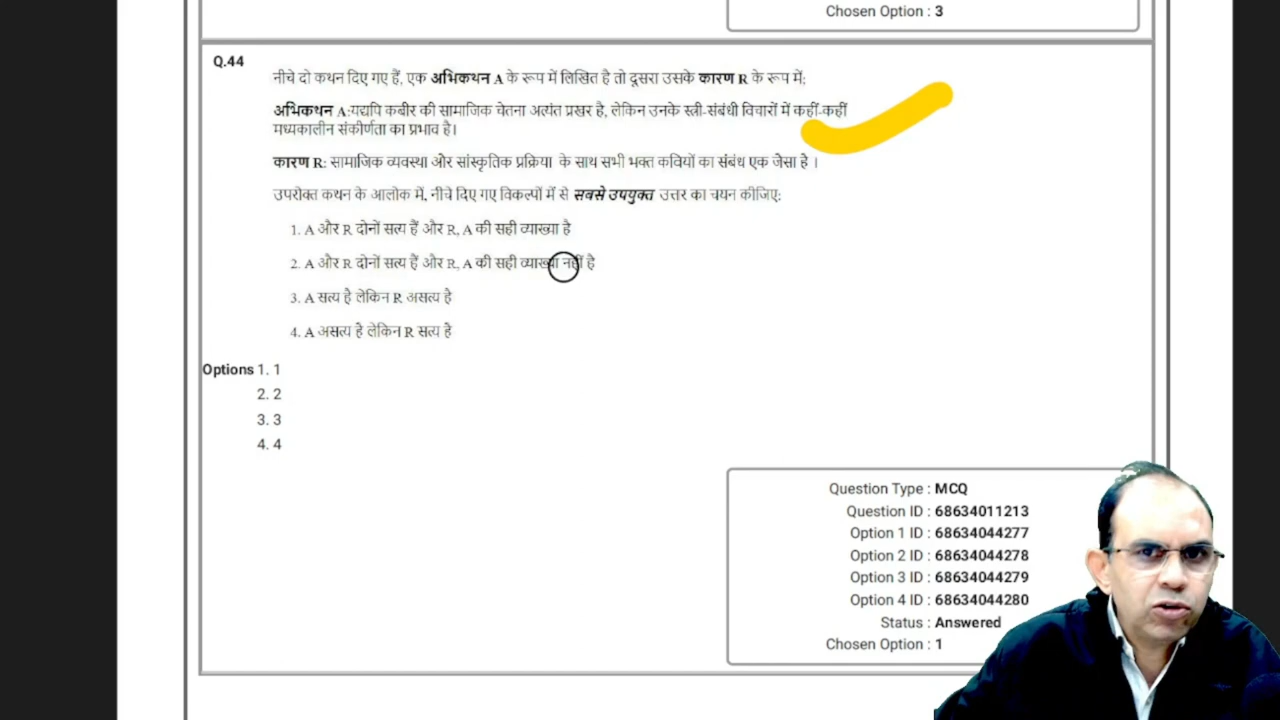 Chosen Option : 3
Q.44
नीचे दो कथन दिए गए हैं, एक अभिकथन A के रूप में लिखित है तो दूसरा उसके कारण R के रूप में;
अभिकथन A:यद्यपि कबीर की सामाजिक चेतना अत्यंत प्रखर है, लेकिन उनके स्त्री-संबंधी विचारों में कहीं-कहीं
मध्यकालीन संकीर्णता का प्रभाव है।
कारण R: सामाजिक व्यवस्था और सांस्कृतिक प्रक्रिया के साथ सभी भक्त कवियों का संबंध एक जेसा है ।
उपरोक्त कथन के आलोक में, नीचे दिए गए विकल्पों में से सबसे उपयुक्त उत्तर का चयन कीजिए:
1. A और R दोनों सत्य हैं और R, A की सही व्याख्या है
2. A और R दोनों सत्य हैं और R, A की सही व्याख्या नहीं है
3. A सत्य है लेकिन R असत्य है
4. A असत्य है लेकिन R सत्य है
Options 1. 1
2. 2
3. 3
4. 4
Question Type : MCQ
Question ID : 68634011213
Option 1 ID : 68634044277
Option 2 ID : 68634044278
Option 3 ID : 68634044279
Option 4 ID : 68634044280
Status : Answered
Chosen Option : 1